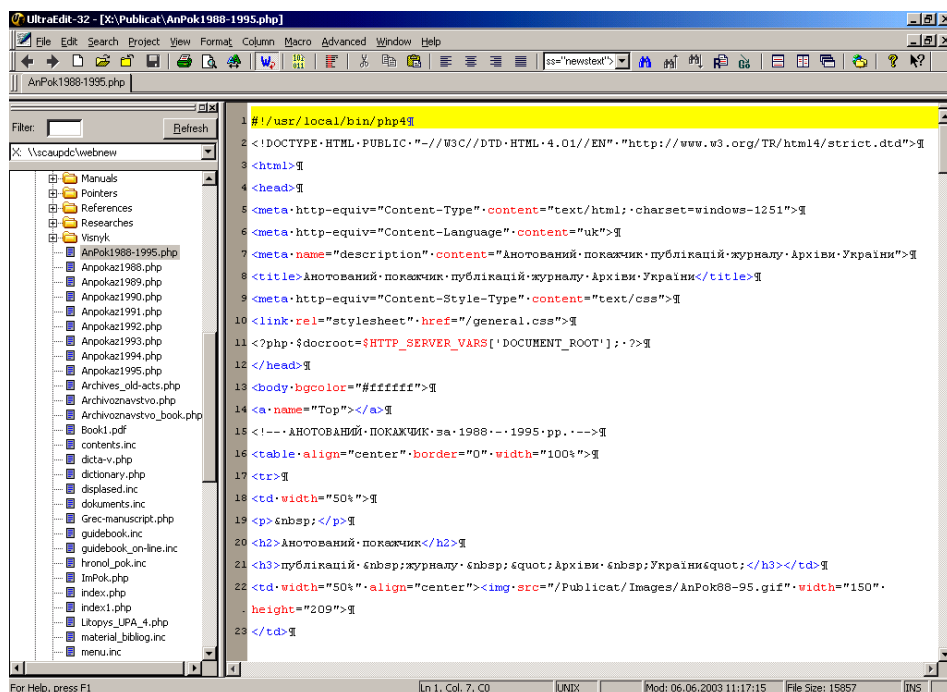 UltraEdit-32 - [X:\Publicat\AnPok1988-1995.php]
File Edit Search Project View Format Column Macro Advanced Window Help
ss="newstext">
AnPok1988-1995.php
Filter:
Refresh
X: \\scaupdc\webnew
Manuals
Pointers
References
Researches
Visnyk
AnPok1988-1995.php
Anpokaz1988.php
Anpokaz1989.php
Anpokaz1990.php
Anpokaz1991.php
Anpokaz1992.php
Anpokaz1993.php
Anpokaz1994.php
Anpokaz1995.php
Archives_old-acts.php
Archivoznavstvo.php
Archivoznavstvo_book.php
Book1.pdf
contents.inc
dicta-v.php
dictionary.php
displased.inc
dokuments.inc
Grec-manuscript.php
guidebook.inc
guidebook_on-line.inc
hronol_pok.inc
ImPok.php
index.php
index1.php
Litopys_UPA_4.php
material_bibliog.inc
menu.inc
1 #!/usr/local/bin/php4¶
2 <!DOCTYPE·HTML·PUBLIC·"-//W3C//DTD·HTML·4.01//EN"·"http://www.w3.org/TR/html4/strict.dtd">¶
3 <html>¶
4 <head>¶
5 <meta·http-equiv="Content-Type"·content="text/html;·charset=windows-1251">¶
6 <meta·http-equiv="Content-Language"·content="uk">¶
7 <meta·name="description"·content="Анотований·покажчик·публікацій·журналу·Архіви·України">¶
8 <title>Анотований·покажчик·публікацій·журналу·Архіви·України</title>¶
9 <meta·http-equiv="Content-Style-Type"·content="text/css">¶
10 <link·rel="stylesheet"·href="/general.css">¶
11 <?php·$docroot=$HTTP_SERVER_VARS['DOCUMENT_ROOT'];·?>¶
12 </head>¶
13 <body·bgcolor="#ffffff">¶
14 <a·name="Top"></a>¶
15 <!--·АНОТОВАНИЙ·ПОКАЖЧИК·за·1988·-·1995·рр.·-->¶
16 <table·align="center"·border="0"·width="100%">¶
17 <tr>¶
18 <td·width="50%">¶
19 <p>&nbsp;</p>¶
20 <h2>Анотований·покажчик</h2>¶
21 <h3>публікацій·&nbsp;журналу·&nbsp;·&quot;Архіви·&nbsp;України&quot;</h3></td>¶
22 <td·width="50%"·align="center"><img·src="/Publicat/Images/AnPok88-95.gif"·width="150"·
. height="209">¶
23 </td>¶
For Help, press F1
Ln 1, Col. 7, C0
UNIX
Mod: 06.06.2003 11:17:15
File Size: 15857
INS